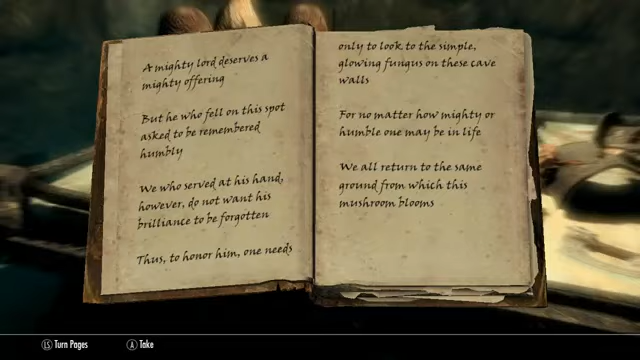 A mighty lord deserves a
mighty offering
But he who fell on this spot
asked to be remembered
humbly
We who served at his hand,
however, do not want his
brilliance to be forgotten
Thus, to honor him, one needs
only to look to the simple,
glowing fungus on these cave
walls
For no matter how mighty or
humble one may be in life
We all return to the same
ground from which this
mushroom blooms
LS Turn Pages
A Take